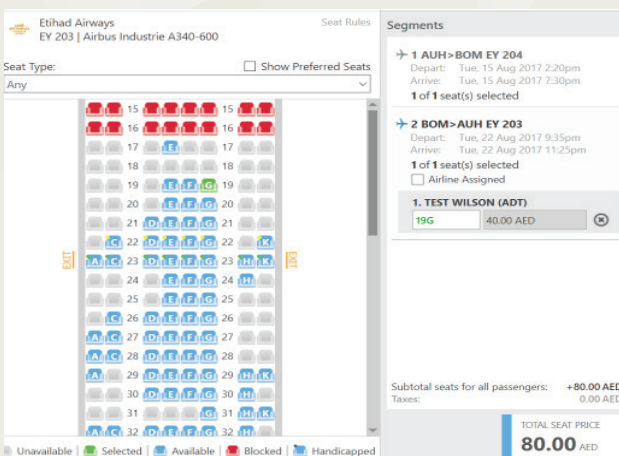 Etihad Airways
EY 203 | Airbus Industrie A340-600
Seat Rules
Seat Type:
Show Preferred Seats
Any
15 15
16 16
17 E 17
18 18
19 E F G 19
20 E F G 20
21 D E F G 21
C 22 D E F G 22 K
EXIT
A C 23 D E F G 23 H K
EXIT
24 E F G 24 H
25 E F G 25
C 26 D E F G 26
A C 27 D E F G 27
A C 28 D E F G 28
A 29 D E F G 29 H K
30 D E F G 30 H
31 G 31 H K
A C 32 D E F G 32 H
Unavailable | Selected | Available | Blocked | Handicapped
Segments
1 AUH>BOM EY 204
Depart: Tue, 15 Aug 2017 2:20pm
Arrive: Tue, 15 Aug 2017 7:30pm
1 of 1 seat(s) selected
2 BOM>AUH EY 203
Depart: Tue, 22 Aug 2017 9:35pm
Arrive: Tue, 22 Aug 2017 11:25pm
1 of 1 seat(s) selected
Airline Assigned
1. TEST WILSON (ADT)
19G 40.00 AED
Subtotal seats for all passengers: +80.00 AED
Taxes: 0.00 AED
TOTAL SEAT PRICE
80.00 AED